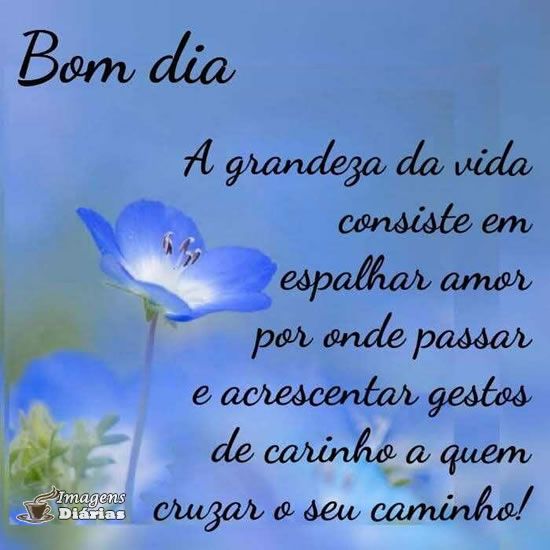 Bom dia
A grandeza da vida
consiste em
espalhar amor
por onde passar
e acrescentar gestos
de carinho a quem
cruzar o seu caminho!
Imagens
Diárias